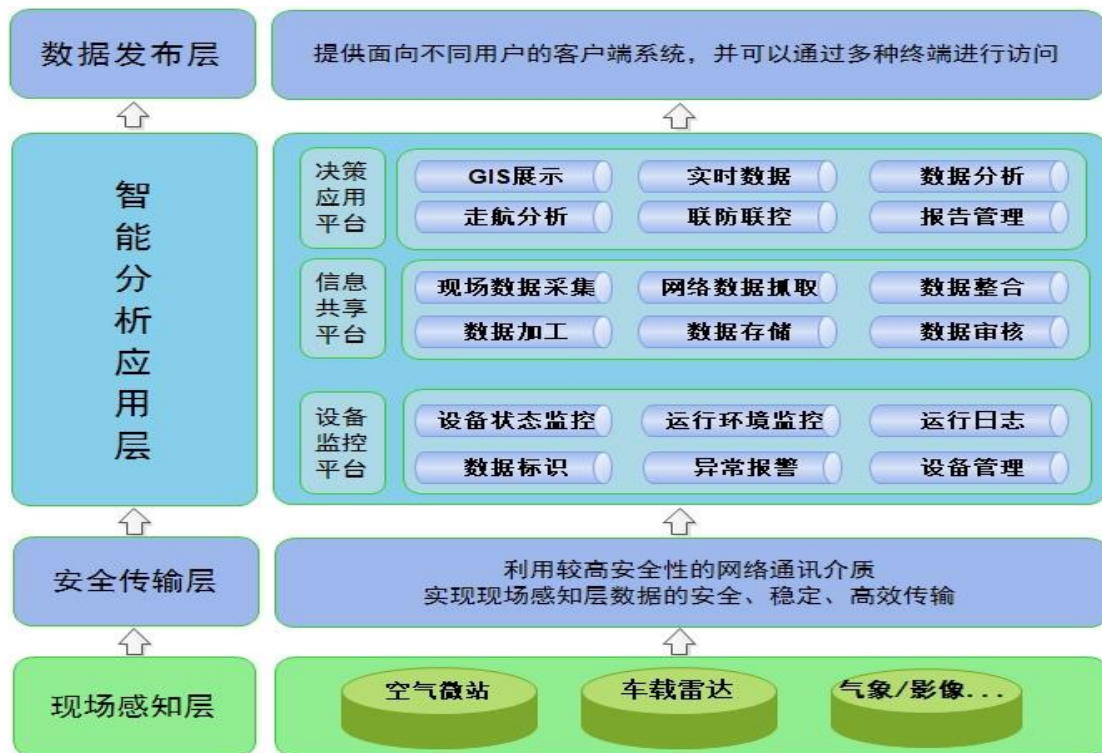 数据发布层
提供面向不同用户的客户端系统，并可以通过多种终端进行访问
智能分析应用层
决策
应用
平台
GIS展示
实时数据
数据分析
走航分析
联防联控
报告管理
信息
共享
平台
现场数据采集
网络数据抓取
数据整合
数据加工
数据存储
数据审核
设备
监控
平台
设备状态监控
运行环境监控
运行日志
数据标识
异常报警
设备管理
安全传输层
利用较高安全性的网络通讯介质
实现现场感知层数据的安全、稳定、高效传输
现场感知层
空气微站
车载雷达
气象/影像...